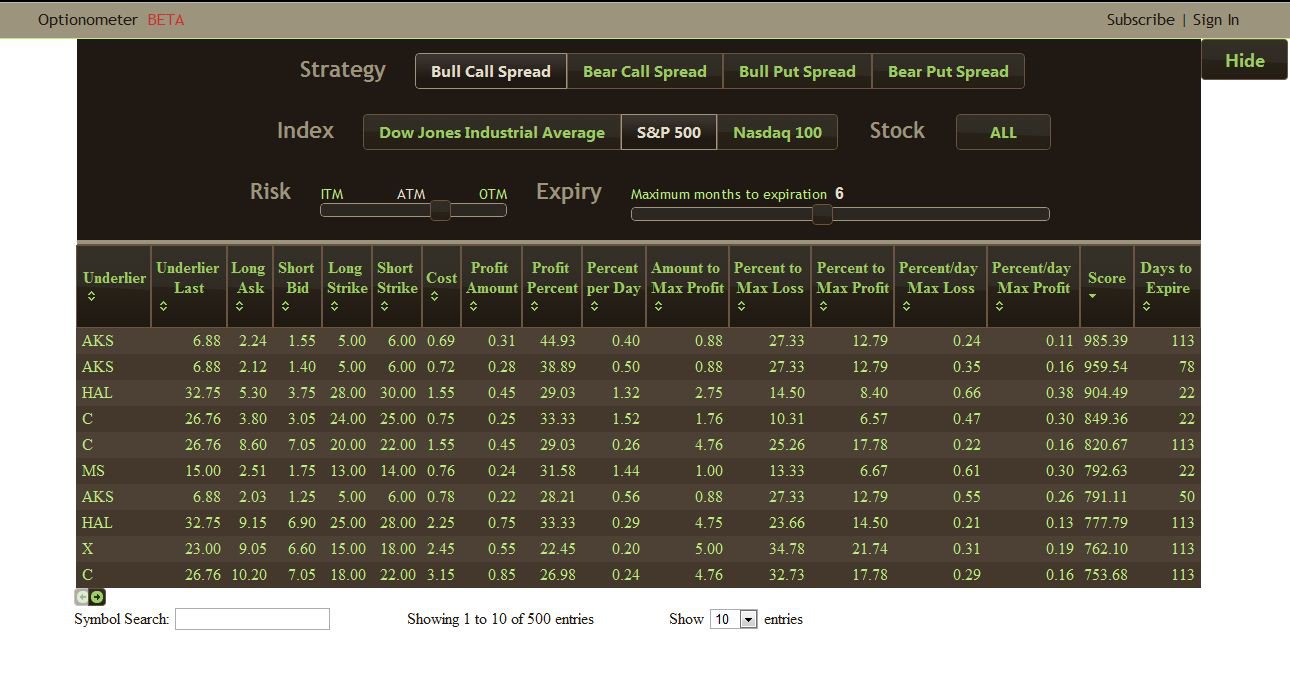 Optionometer BETA Subscribe | Sign In
Hide
Strategy Bull Call Spread Bear Call Spread Bull Put Spread Bear Put Spread
Index Dow Jones Industrial Average S&P 500 Nasdaq 100 Stock ALL
Risk ITM ATM OTM Expiry Maximum months to expiration 6
Underlier Underlier Last Long Ask Short Bid Long Strike Short Strike Cost Profit Amount Profit Percent Percent per Day Amount to Max Profit Percent to Max Loss Percent to Max Profit Percent/day Max Loss Percent/day Max Profit Score Days to Expire
AKS 6.88 2.24 1.55 5.00 6.00 0.69 0.31 44.93 0.40 0.88 27.33 12.79 0.24 0.11 985.39 113
AKS 6.88 2.12 1.40 5.00 6.00 0.72 0.28 38.89 0.50 0.88 27.33 12.79 0.35 0.16 959.54 78
HAL 32.75 5.30 3.75 28.00 30.00 1.55 0.45 29.03 1.32 2.75 14.50 8.40 0.66 0.38 904.49 22
C 26.76 3.80 3.05 24.00 25.00 0.75 0.25 33.33 1.52 1.76 10.31 6.57 0.47 0.30 849.36 22
C 26.76 8.60 7.05 20.00 22.00 1.55 0.45 29.03 0.26 4.76 25.26 17.78 0.22 0.16 820.67 113
MS 15.00 2.51 1.75 13.00 14.00 0.76 0.24 31.58 1.44 1.00 13.33 6.67 0.61 0.30 792.63 22
AKS 6.88 2.03 1.25 5.00 6.00 0.78 0.22 28.21 0.56 0.88 27.33 12.79 0.55 0.26 791.11 50
HAL 32.75 9.15 6.90 25.00 28.00 2.25 0.75 33.33 0.29 4.75 23.66 14.50 0.21 0.13 777.79 113
X 23.00 9.05 6.60 15.00 18.00 2.45 0.55 22.45 0.20 5.00 34.78 21.74 0.31 0.19 762.10 113
C 26.76 10.20 7.05 18.00 22.00 3.15 0.85 26.98 0.24 4.76 32.73 17.78 0.29 0.16 753.68 113
Symbol Search: Showing 1 to 10 of 500 entries Show 10 entries